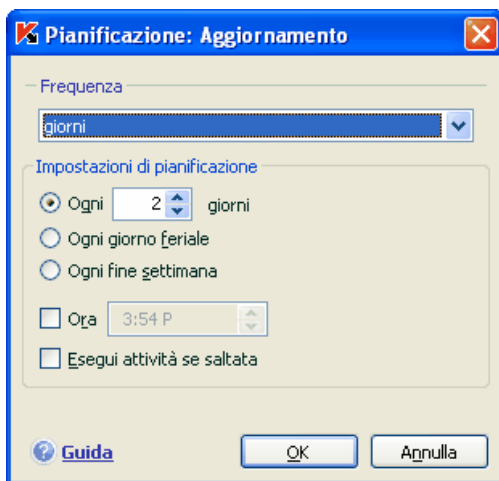 Pianificazione: Aggiornamento
Frequenza
giorni
Impostazioni di pianificazione
Ogni 2 giorni
Ogni giorno feriale
Ogni fine settimana
Ora 3:54 P
Esegui attività se saltata
Guida OK Annulla